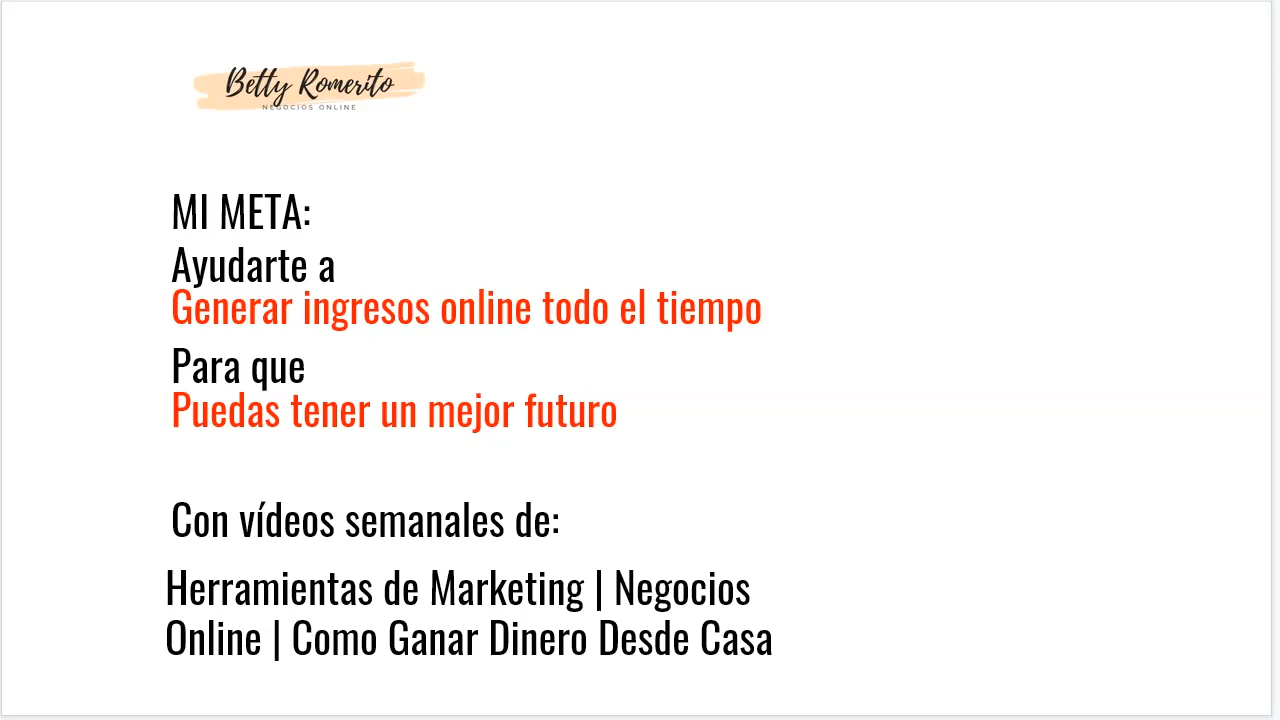 Betty Romerito
NEGOCIOS ONLINE
MI META:
Ayudarte a
Generar ingresos online todo el tiempo
Para que
Puedas tener un mejor futuro
Con vídeos semanales de:
Herramientas de Marketing | Negocios
Online | Como Ganar Dinero Desde Casa